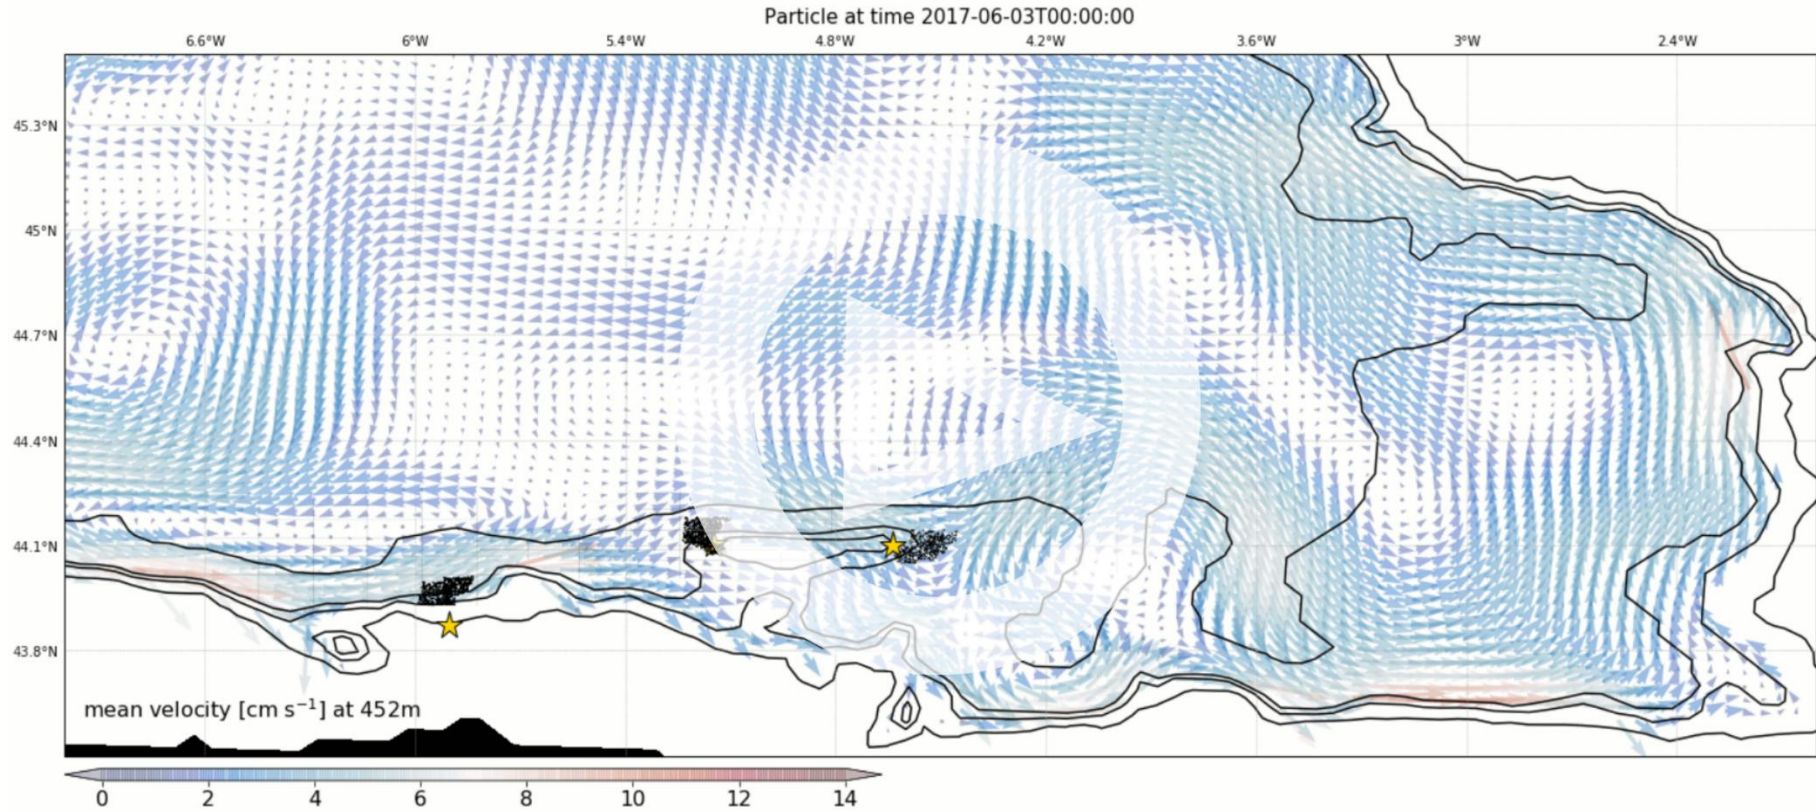 Particle at time 2017-06-03T00:00:00
6.6°W 6°W 5.4°W 4.8°W 4.2°W 3.6°W 3°W 2.4°W
45.3°N
45°N
44.7°N
44.4°N
44.1°N
43.8°N
mean velocity [cm s⁻¹] at 452m
0 2 4 6 8 10 12 14